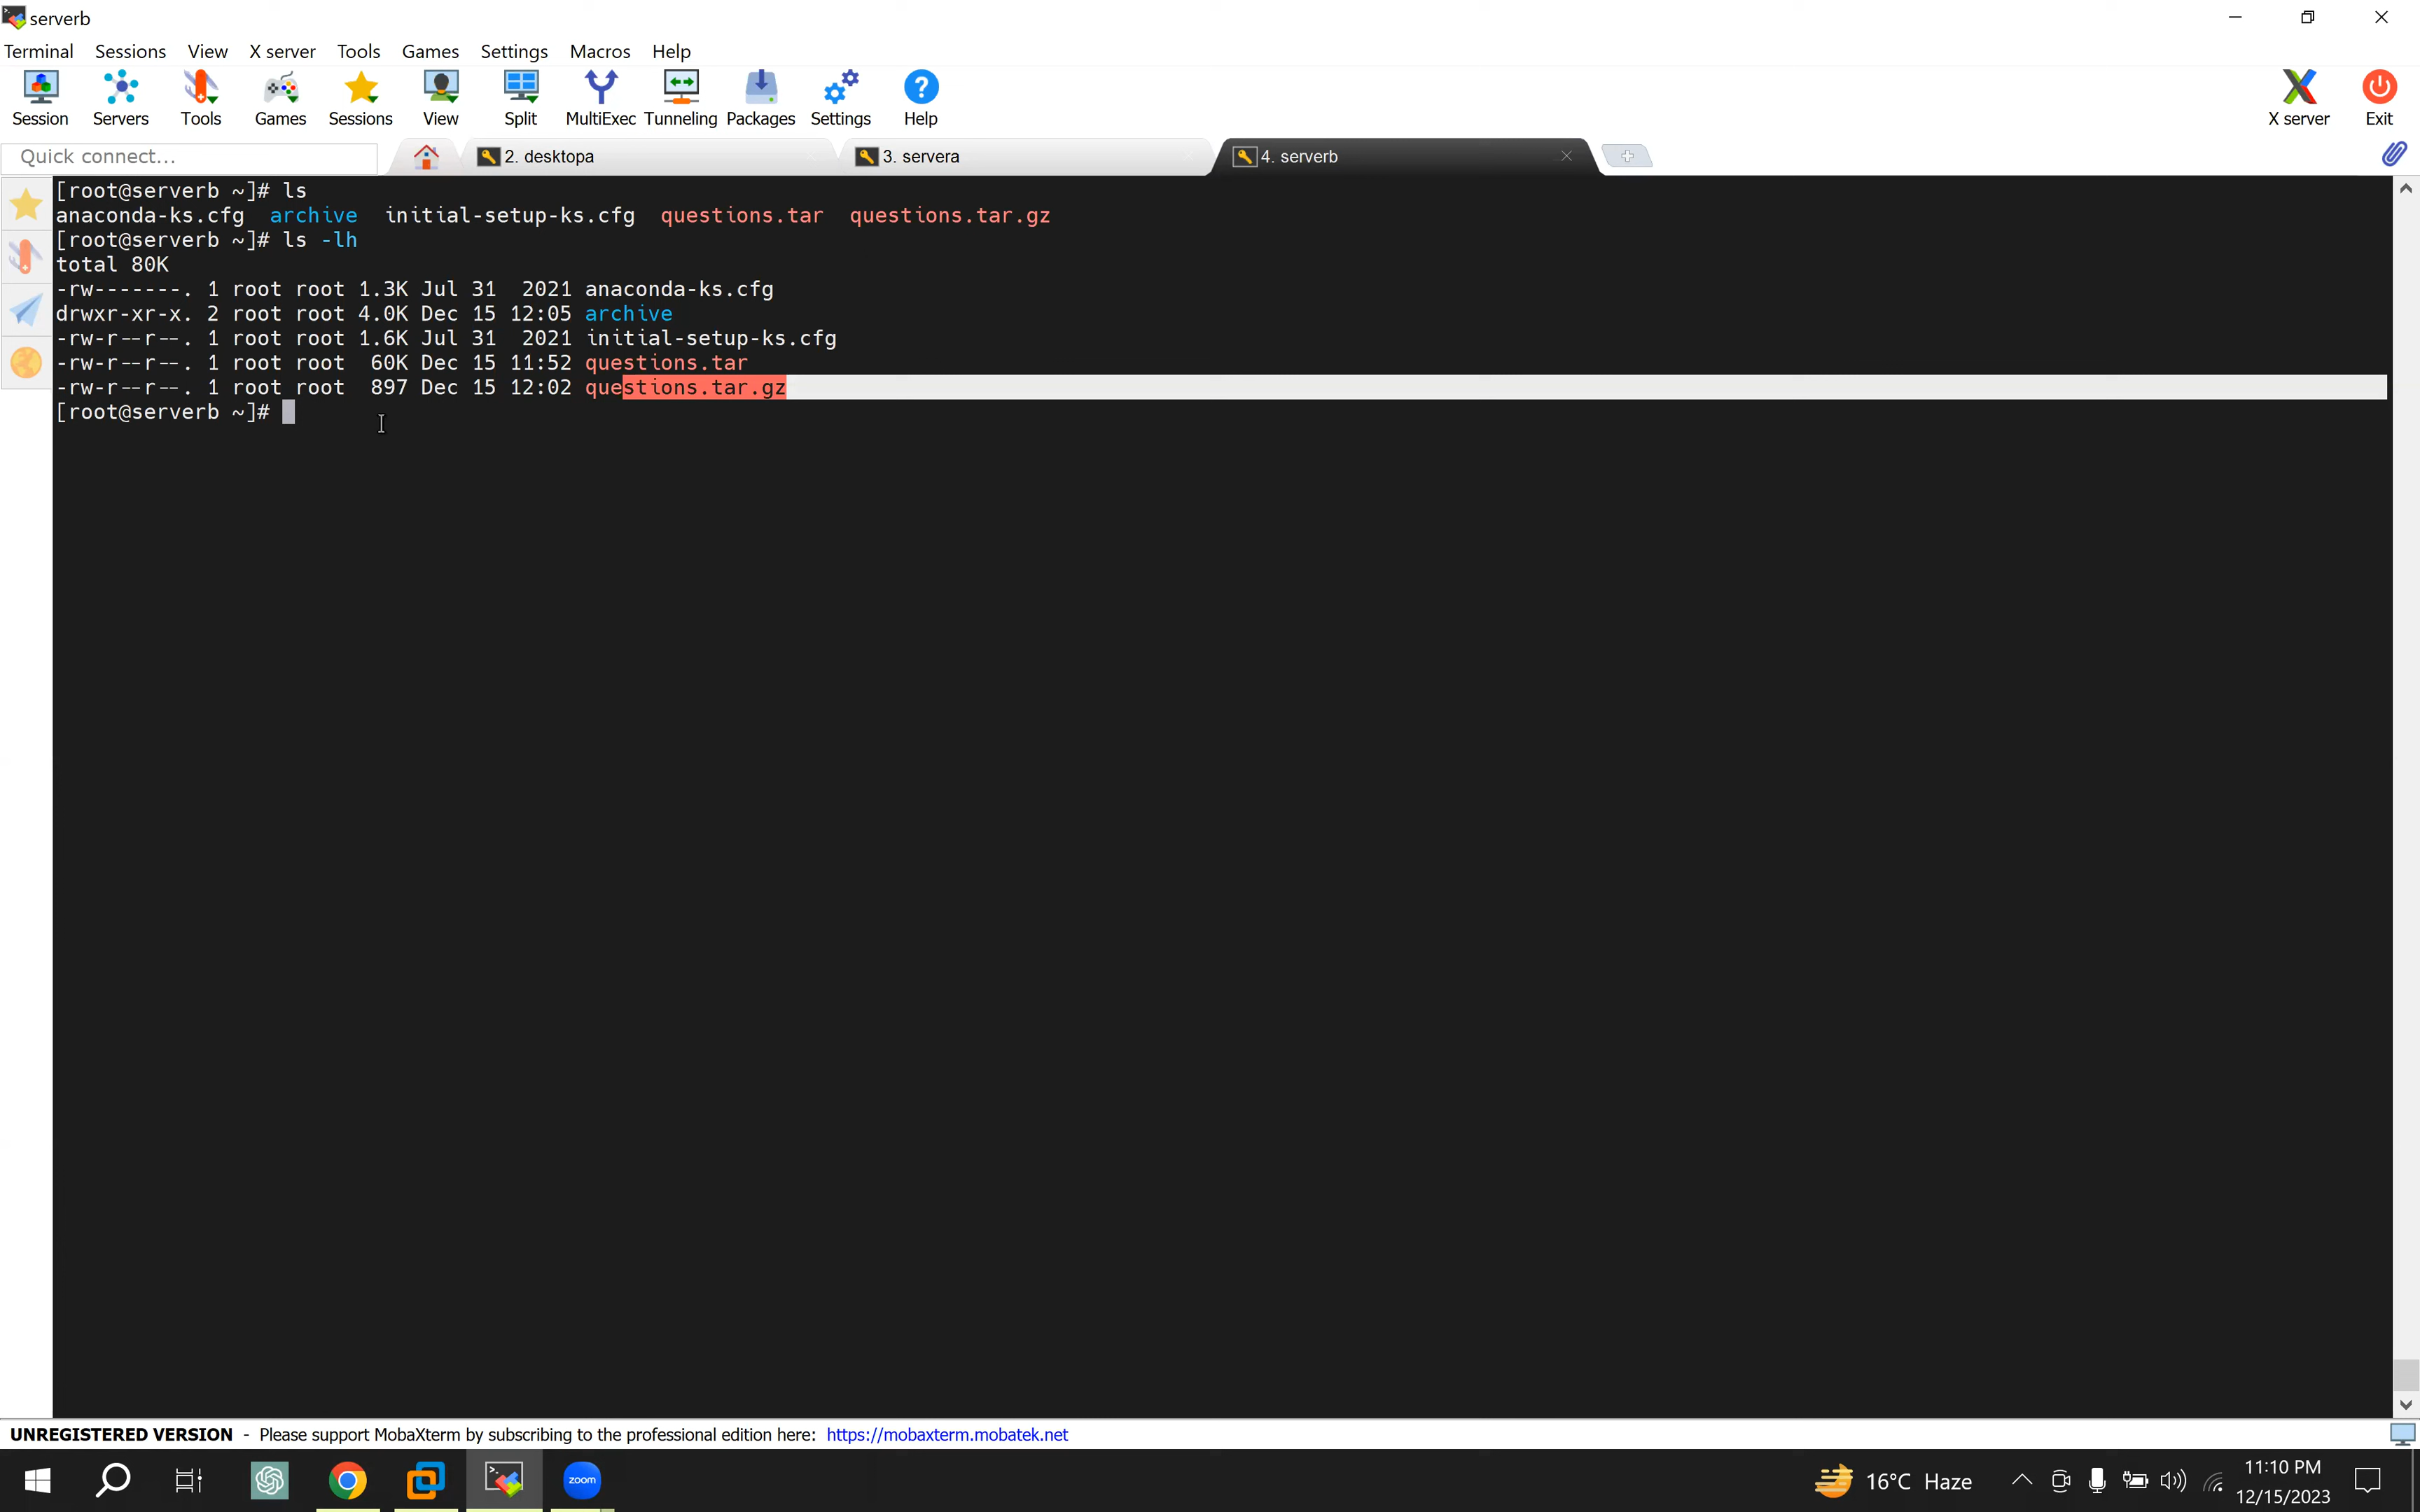 serverb
Terminal Sessions View X server Tools Games Settings Macros Help
Session Servers Tools Games Sessions View Split MultiExec Tunneling Packages Settings Help X server Exit
Quick connect... 2. desktopa 3. servera 4. serverb
[root@serverb ~]# ls
anaconda-ks.cfg archive initial-setup-ks.cfg questions.tar questions.tar.gz
[root@serverb ~]# ls -lh
total 80K
-rw-------. 1 root root 1.3K Jul 31 2021 anaconda-ks.cfg
drwxr-xr-x. 2 root root 4.0K Dec 15 12:05 archive
-rw-r--r--. 1 root root 1.6K Jul 31 2021 initial-setup-ks.cfg
-rw-r--r--. 1 root root 60K Dec 15 11:52 questions.tar
-rw-r--r--. 1 root root 897 Dec 15 12:02 questions.tar.gz
[root@serverb ~]#
UNREGISTERED VERSION - Please support MobaXterm by subscribing to the professional edition here: https://mobaxterm.mobatek.net
zoom 16°C Haze 11:10 PM
12/15/2023